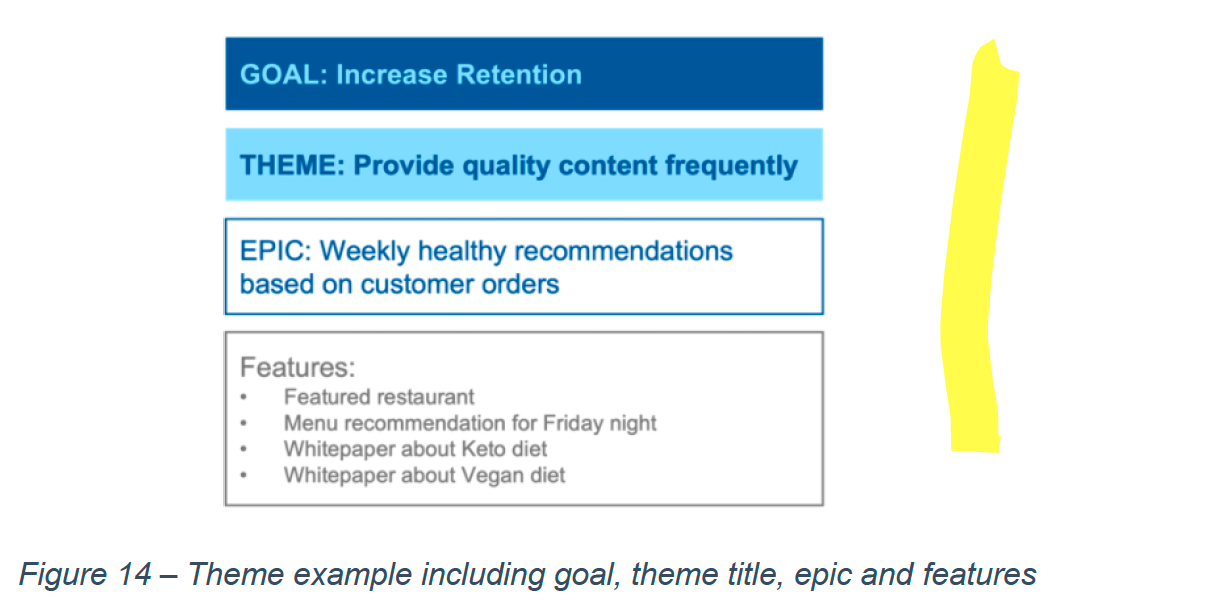 GOAL: Increase Retention
THEME: Provide quality content frequently
EPIC: Weekly healthy recommendations
based on customer orders
Features:
• Featured restaurant
• Menu recommendation for Friday night
• Whitepaper about Keto diet
• Whitepaper about Vegan diet
Figure 14 – Theme example including goal, theme title, epic and features